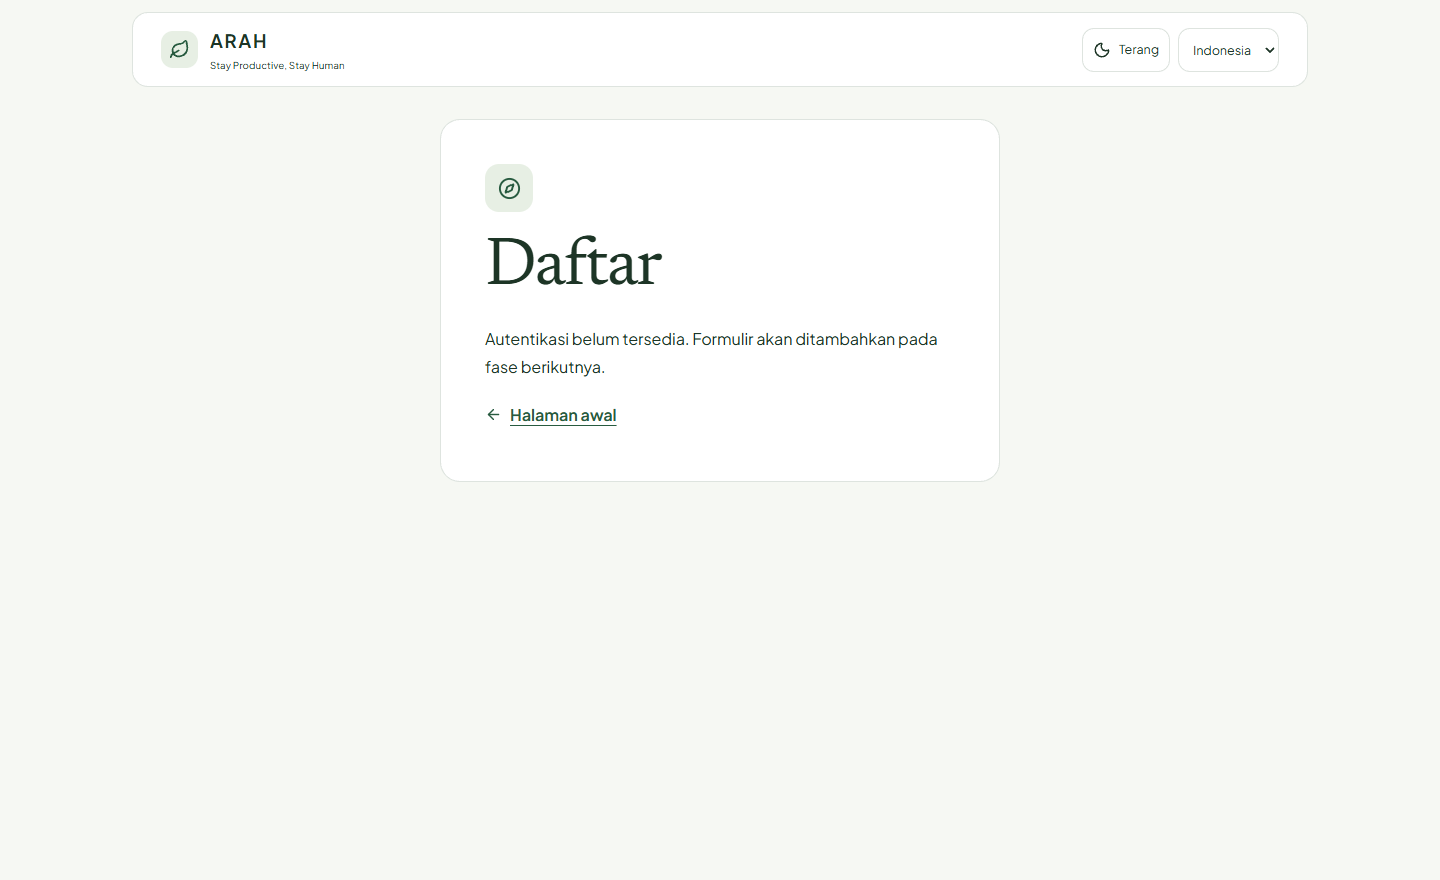 ARAH
Stay Productive, Stay Human
Terang
Indonesia
Daftar
Autentikasi belum tersedia. Formulir akan ditambahkan pada
fase berikutnya.
Halaman awal